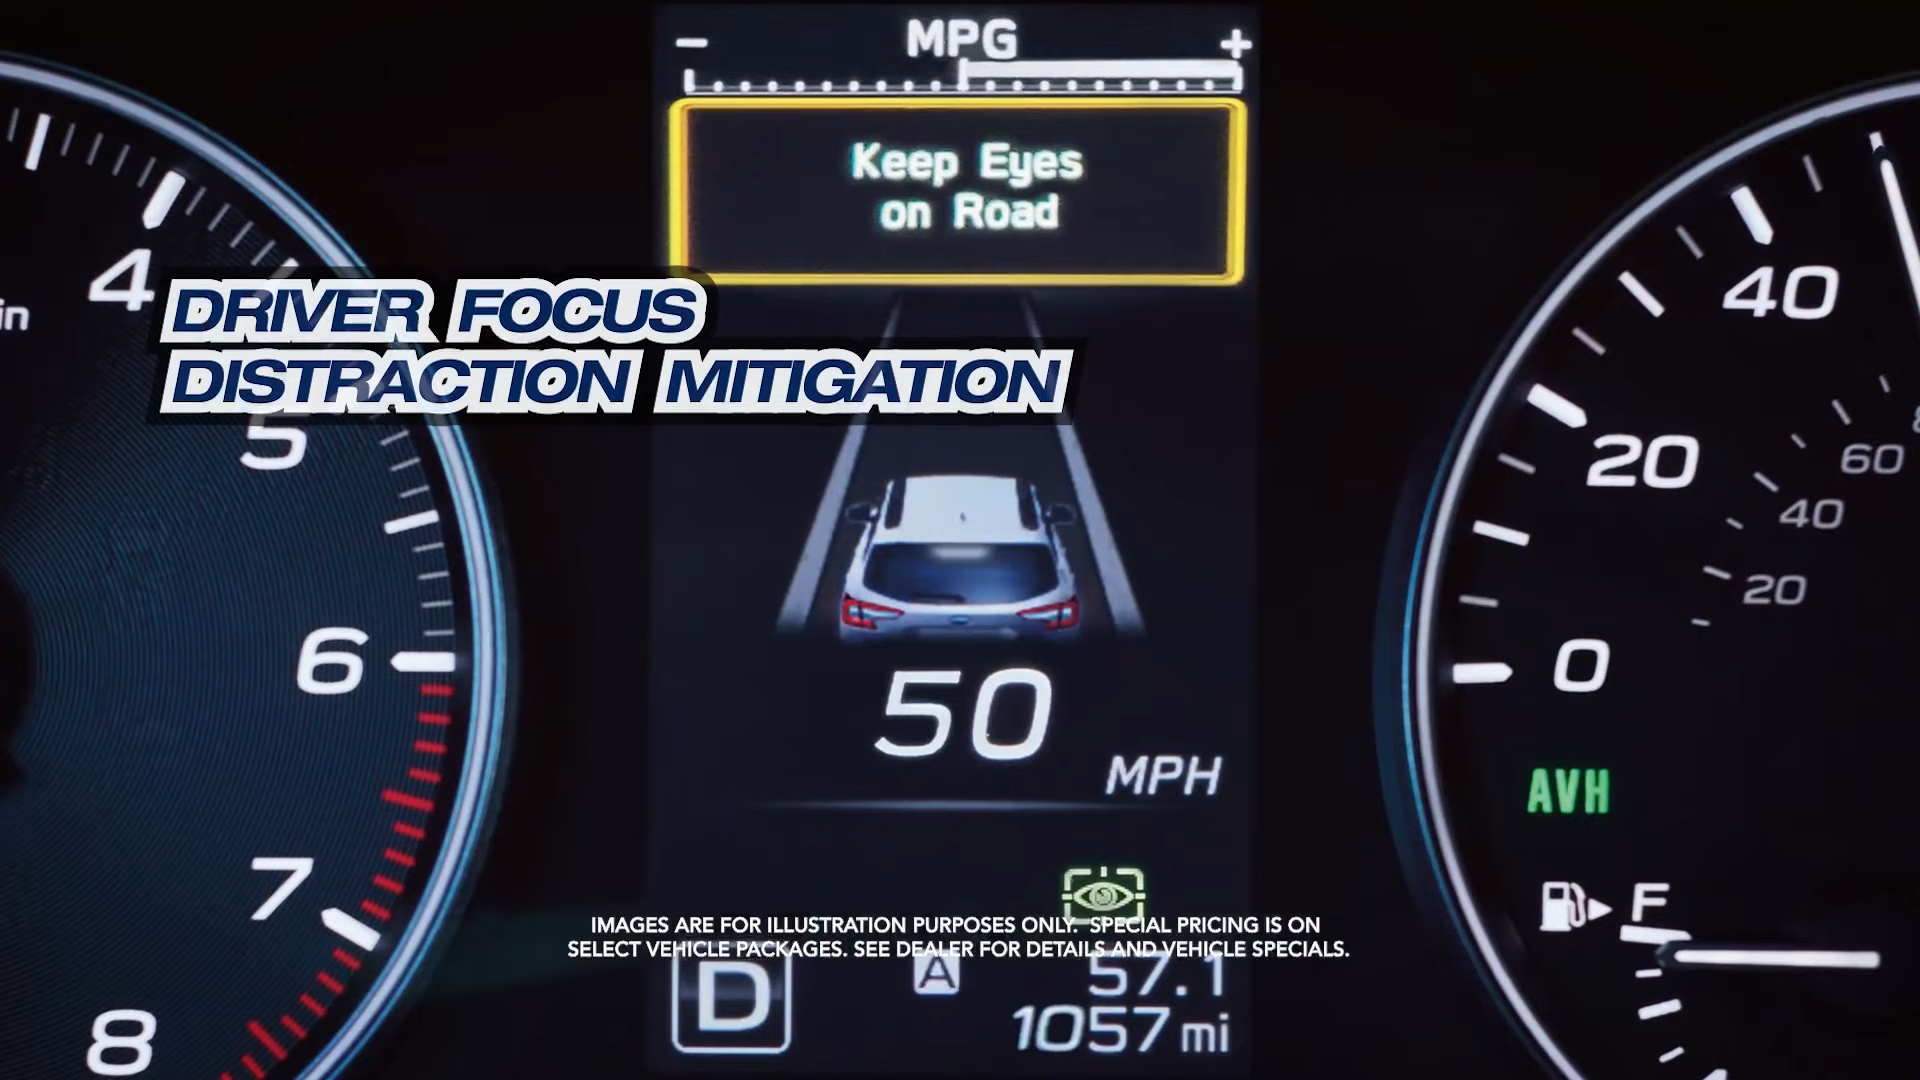 MPG
- +
Keep Eyes
on Road
DRIVER FOCUS
DISTRACTION MITIGATION
4
in
5
6
7
8
50
MPH
40
20
0
60
40
20
AVH
F
IMAGES ARE FOR ILLUSTRATION PURPOSES ONLY. SPECIAL PRICING IS ON
SELECT VEHICLE PACKAGES. SEE DEALER FOR DETAILS AND VEHICLE SPECIALS.
D
A
57.1
1057 mi